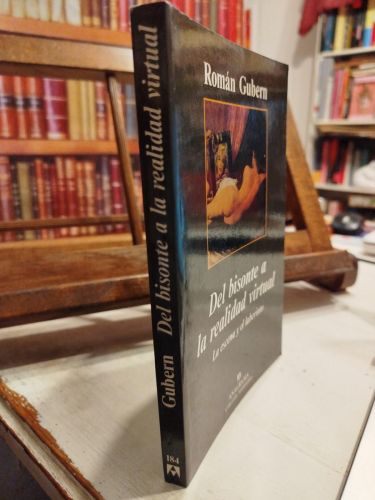 Román Gubern
Del bisonte a
la realidad virtual
La escena y el laberinto
Gubern Del bisonte a la realidad virtual
184